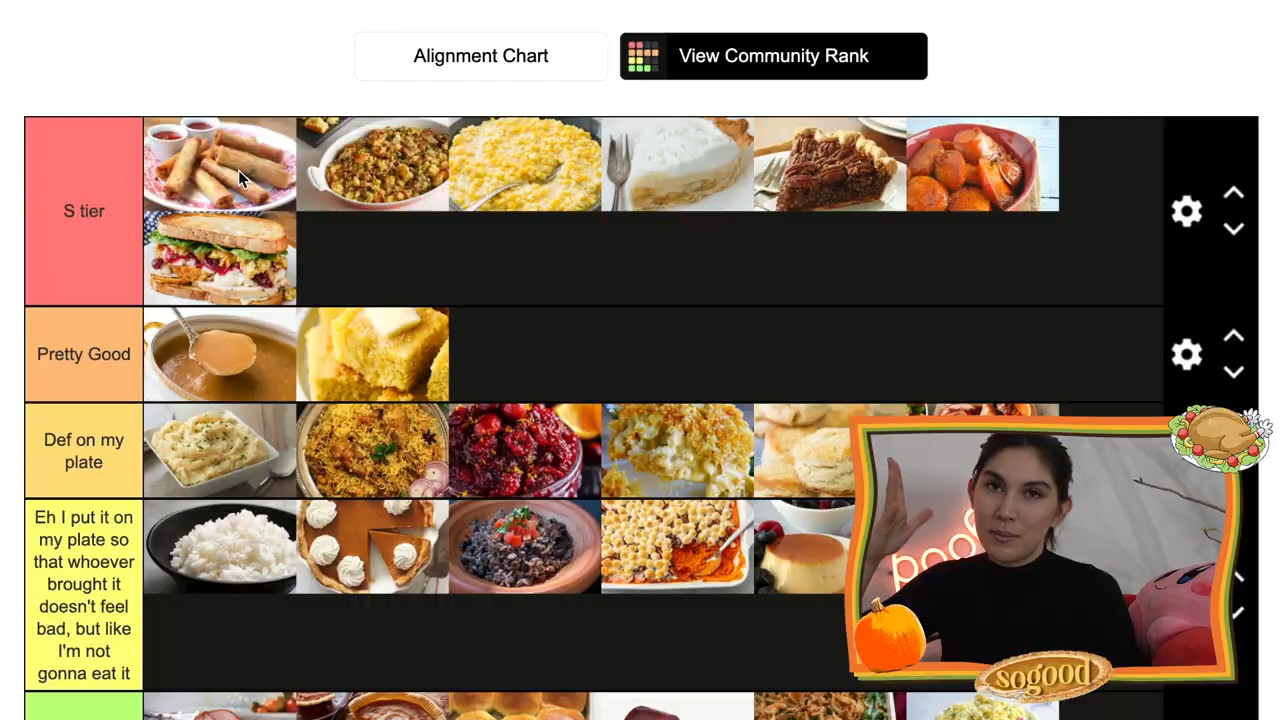 Alignment Chart
View Community Rank
S tier
Pretty Good
Def on my
plate
Eh I put it on
my plate so
that whoever
brought it
doesn't feel
bad, but like
I'm not
gonna eat it
sogood